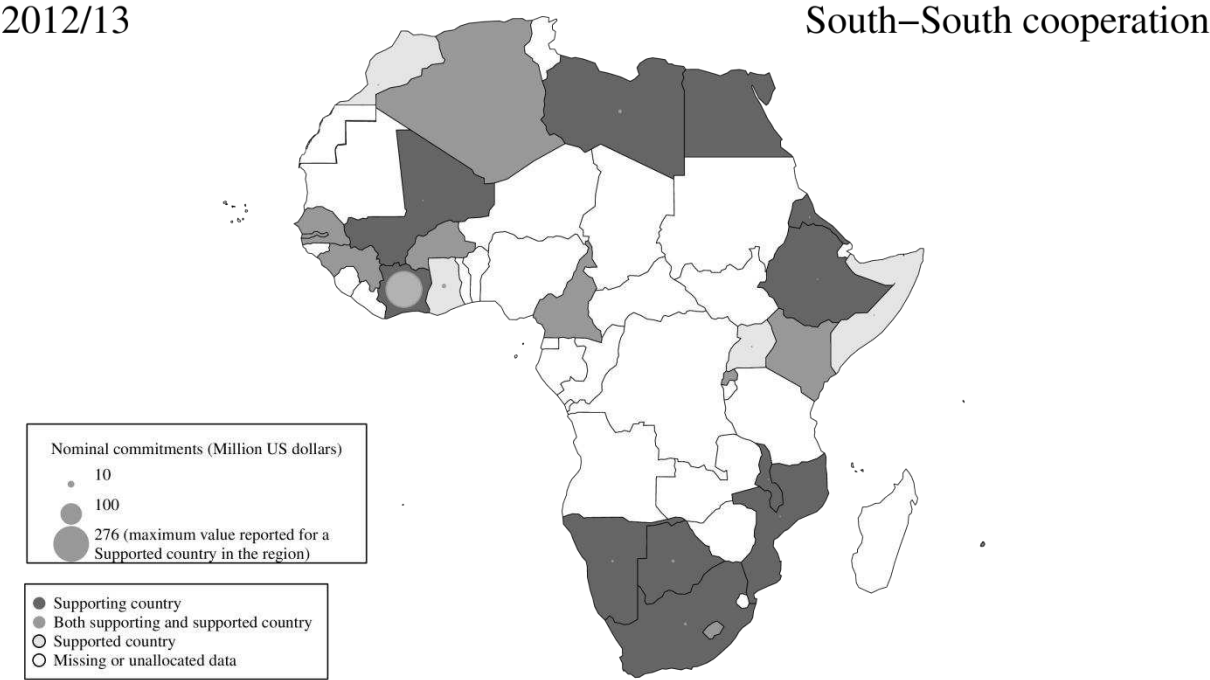 2012/13
South−South cooperation
Nominal commitments (Million US dollars)
10
100
276 (maximum value reported for a
Supported country in the region)
Supporting country
Both supporting and supported country
Supported country
Missing or unallocated data